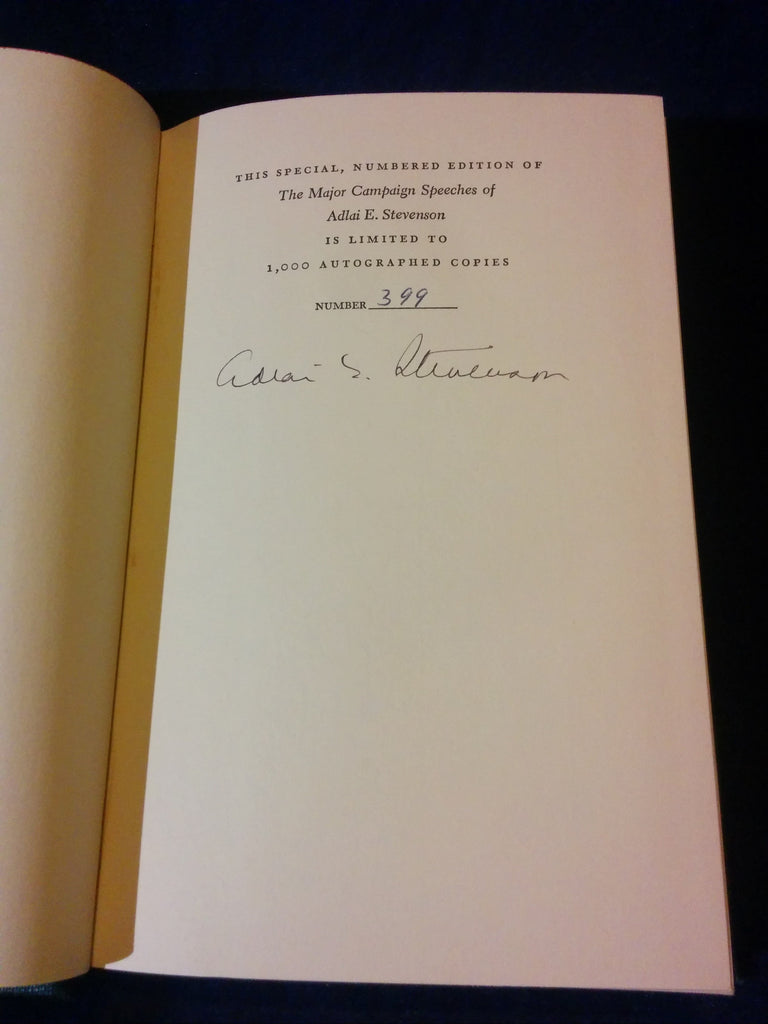 THIS SPECIAL, NUMBERED EDITION OF
The Major Campaign Speeches of
Adlai E. Stevenson
IS LIMITED TO
1,000 AUTOGRAPHED COPIES
NUMBER 399
Adlai E. Stevenson